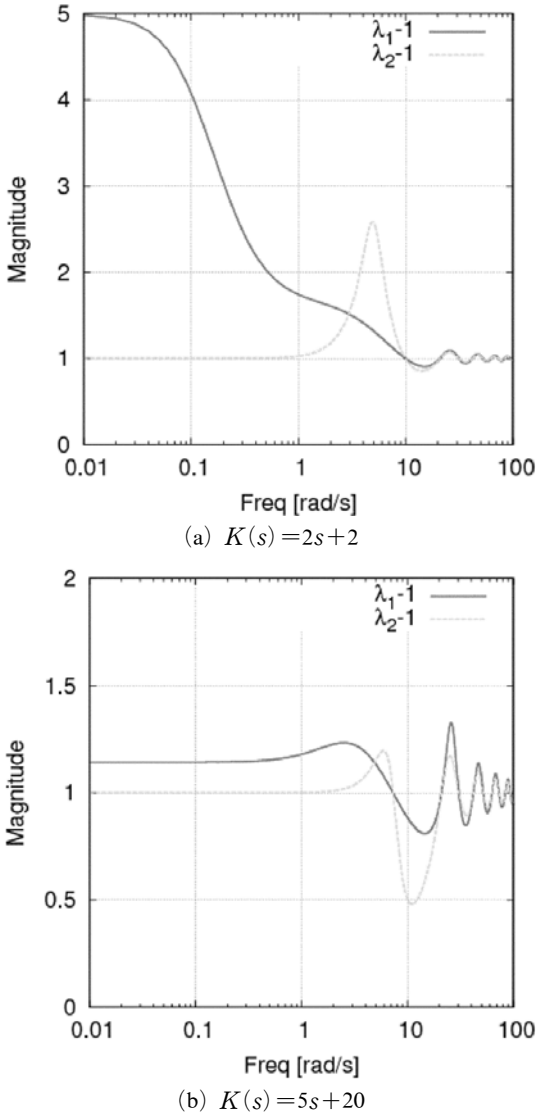 5
4
3
2
1
0
Magnitude
λ₁-1
λ₂-1
0.01 0.1 1 10 100
Freq [rad/s]
(a) K(s)=2s+2
2
1.5
1
0.5
0
Magnitude
λ₁-1
λ₂-1
0.01 0.1 1 10 100
Freq [rad/s]
(b) K(s)=5s+20